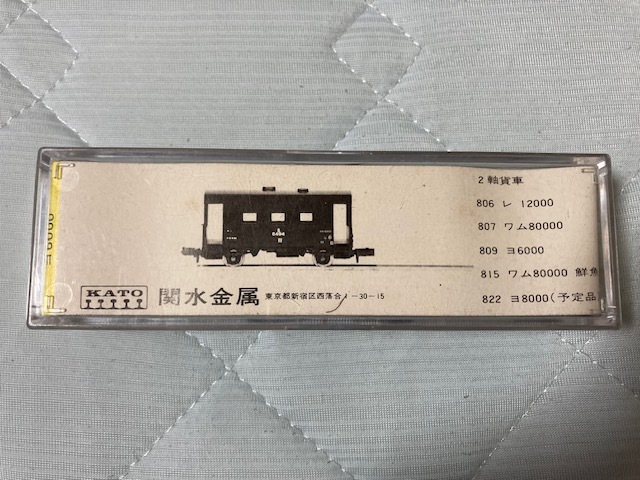 2軸貨車
806 レ 12000
807 ワム80000
809 ヨ6000
815 ワム80000 鮮魚
822 ヨ8000(予定品
KATO
関水金属 東京都新宿区西落合1-30-15